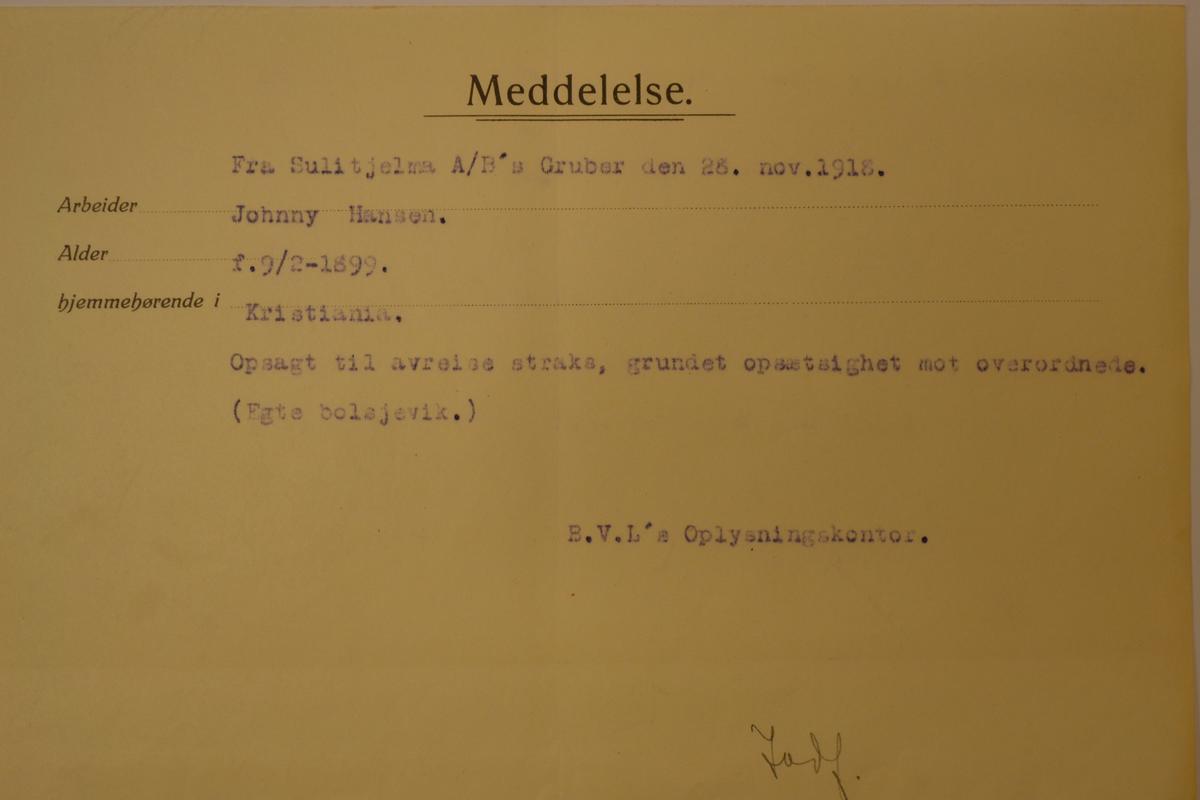 Meddelelse.
Fra Sulitjelma A/B's Gruber den 28. nov.1918.
Arbeider Johnny Hansen.
Alder f.9/2-1899.
hjemmehørende i Kristiania.
Opsagt til avreise straks, grundet opsætsighet mot overordnede.
(Egte bolsjevik.)
B.V.L's Oplysningskontor.